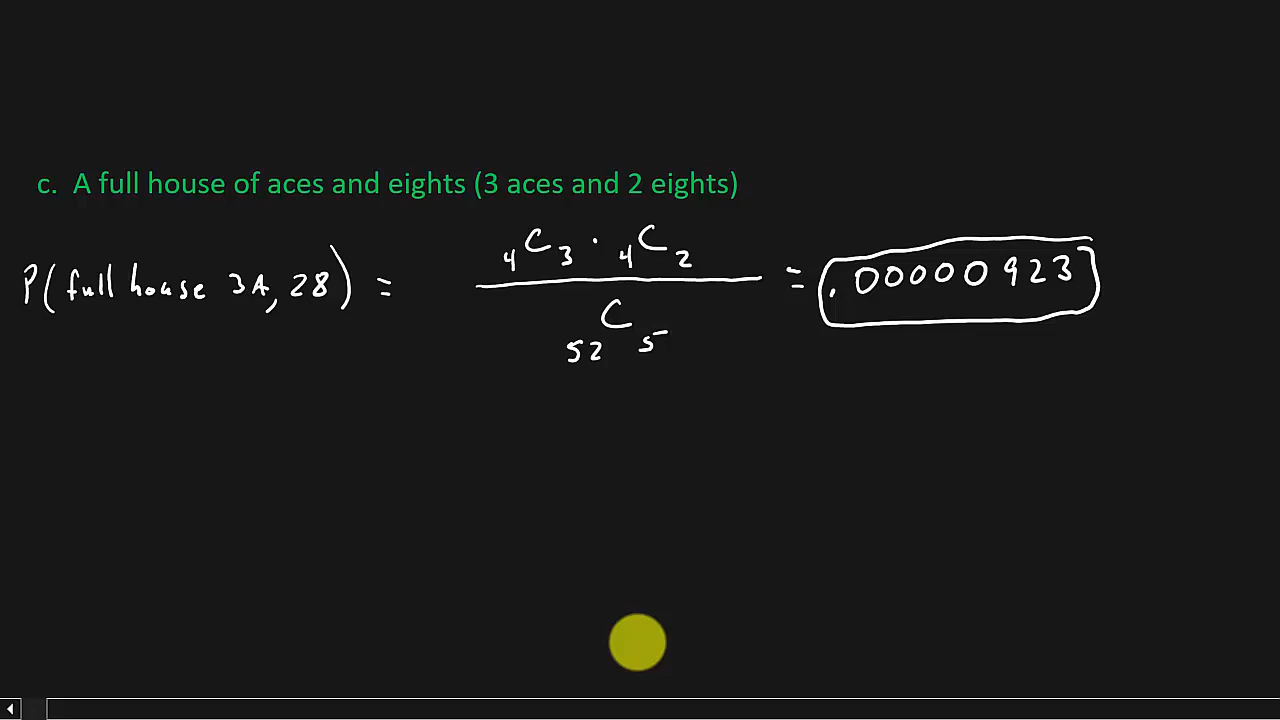 c. A full house of aces and eights (3 aces and 2 eights)
P(full house 3A, 28) = 4C3 · 4C2 / 52C5 = .00000923